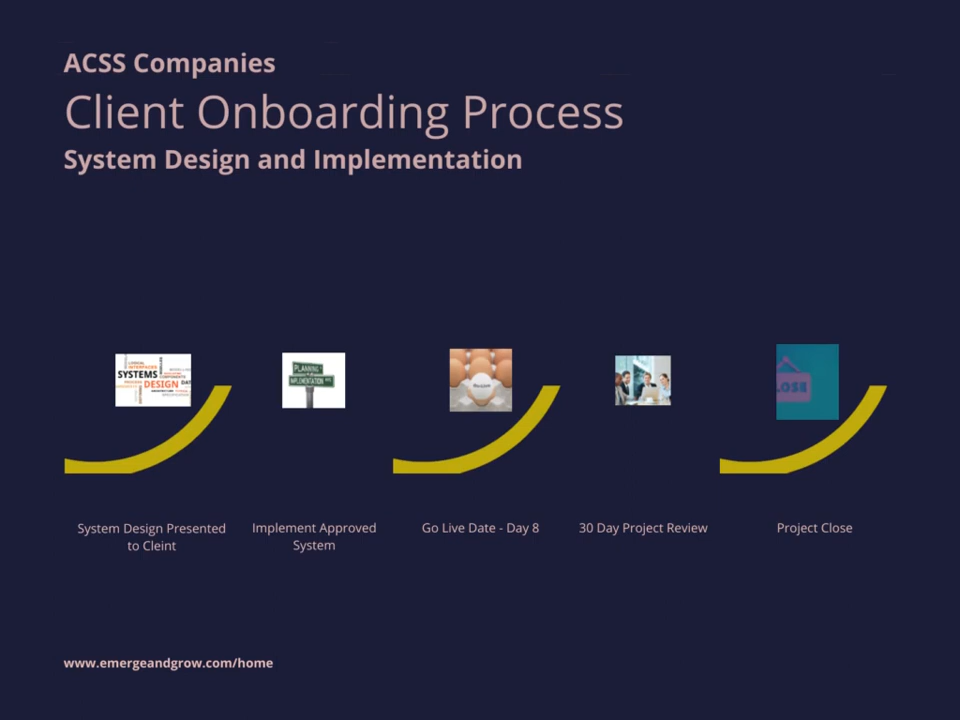 ACSS Companies
Client Onboarding Process
System Design and Implementation
SYSTEMS
DESIGN
PLANNING
IMPLEMENTATION
LOSE
System Design Presented
to Cleint
Implement Approved
System
Go Live Date - Day 8
30 Day Project Review
Project Close
www.emergeandgrow.com/home